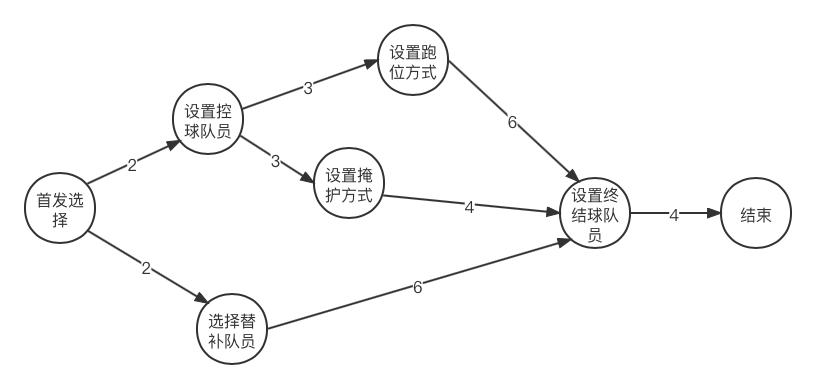 设置跑
位方式
3
设置控
球队员
6
2
3
设置掩
护方式
首发选
择
4
设置终
结球队
员
4
结束
2
6
选择替
补队员